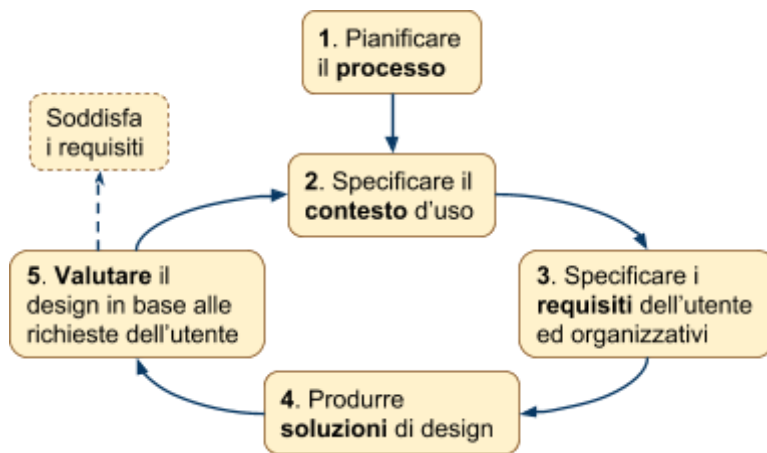 1. Pianificare
il processo
Soddisfa
i requisiti
2. Specificare il
contesto d'uso
5. Valutare il
design in base alle
richieste dell'utente
3. Specificare i
requisiti dell'utente
ed organizzativi
4. Produrre
soluzioni di design